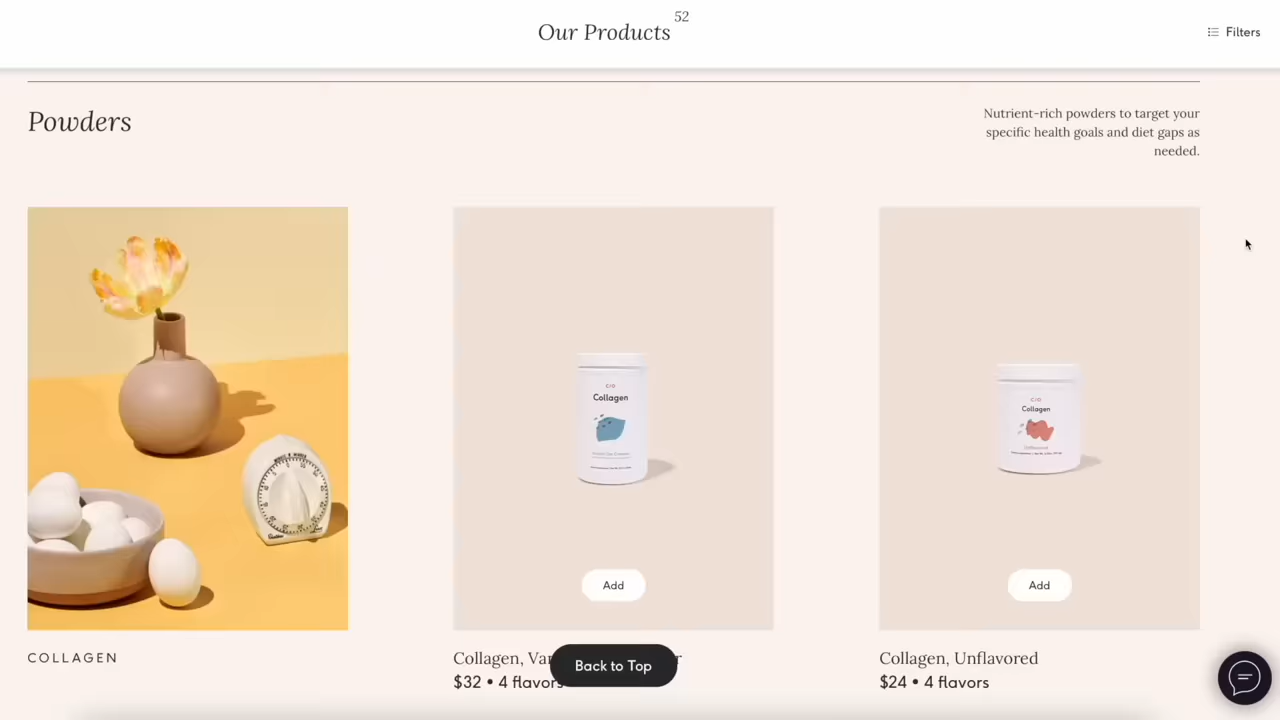 Our Products 52
Filters
Powders
Nutrient-rich powders to target your
specific health goals and diet gaps as
needed.
c/o
Collagen
c/o
Collagen
Unflavored
Add
Add
COLLAGEN
Collagen,
$32 • 4 flavors
Back to Top
Collagen, Unflavored
$24 • 4 flavors